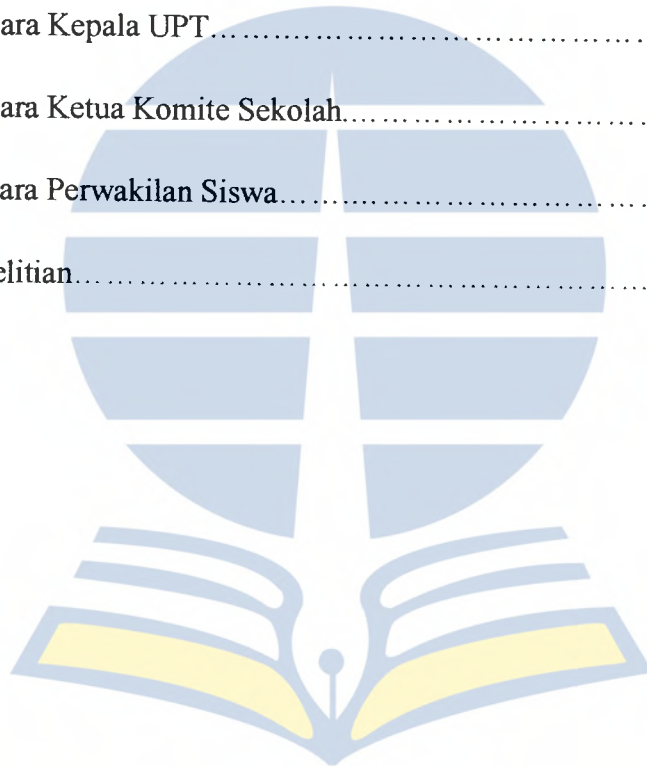 ara Kepala UPT........................................
ara Ketua Komite Sekolah........................................
ara Perwakilan Siswa........................................
elitian........................................